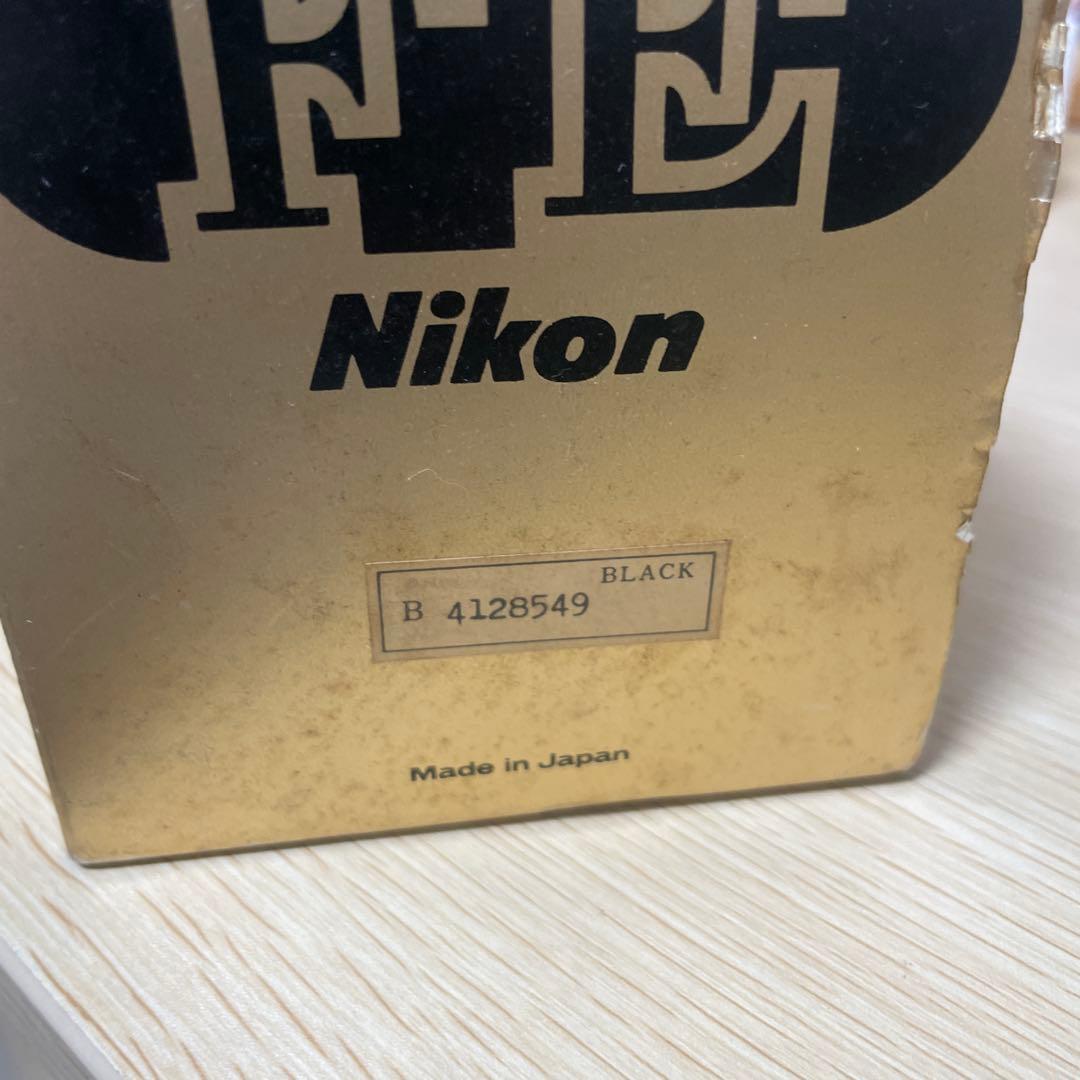 FE
Nikon
BLACK
B 4128549
Made in Japan